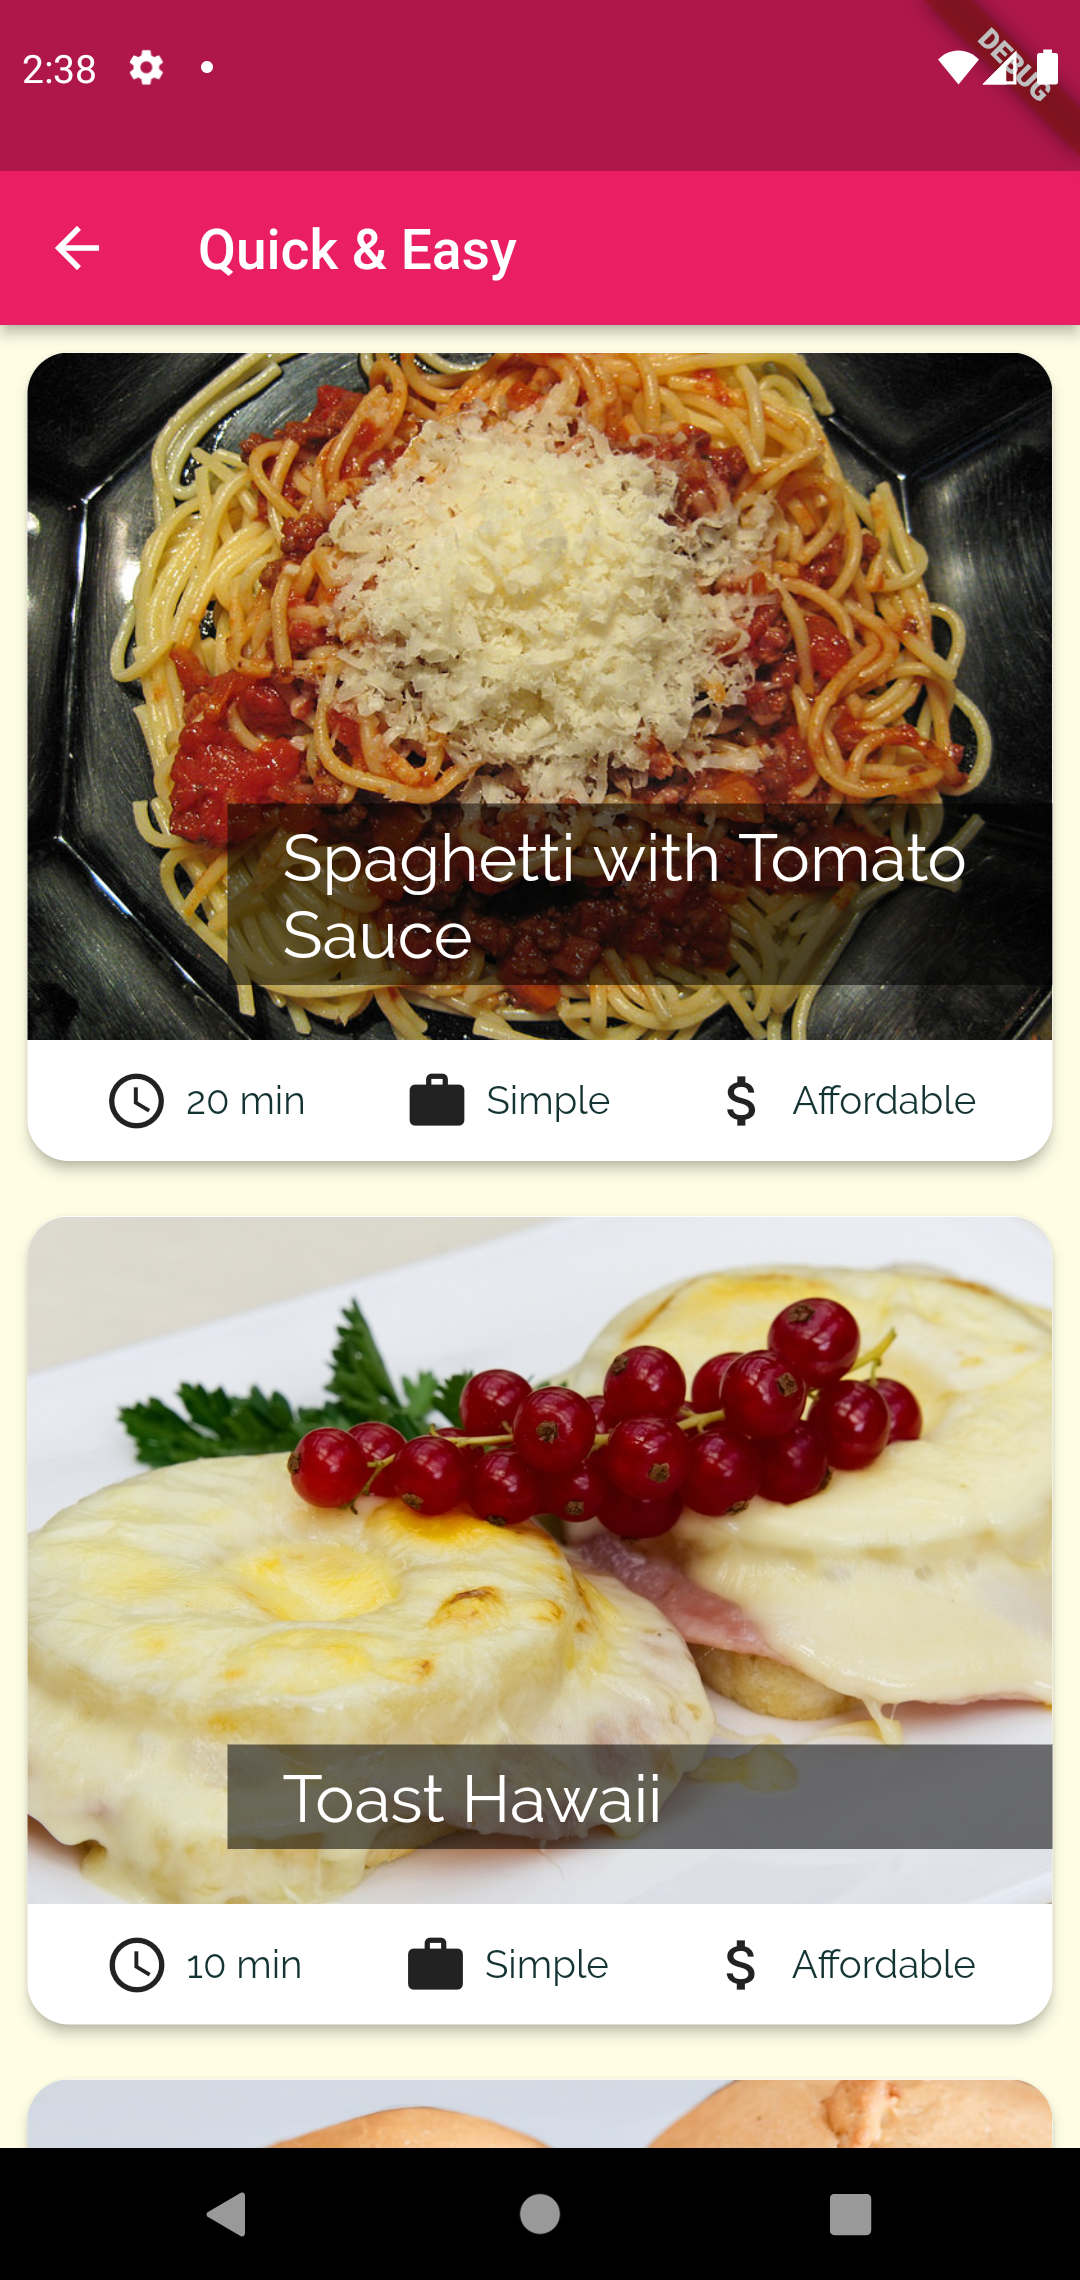 2:38
DEBUG
Quick & Easy
Spaghetti with Tomato
Sauce
20 min Simple Affordable
Toast Hawaii
10 min Simple Affordable